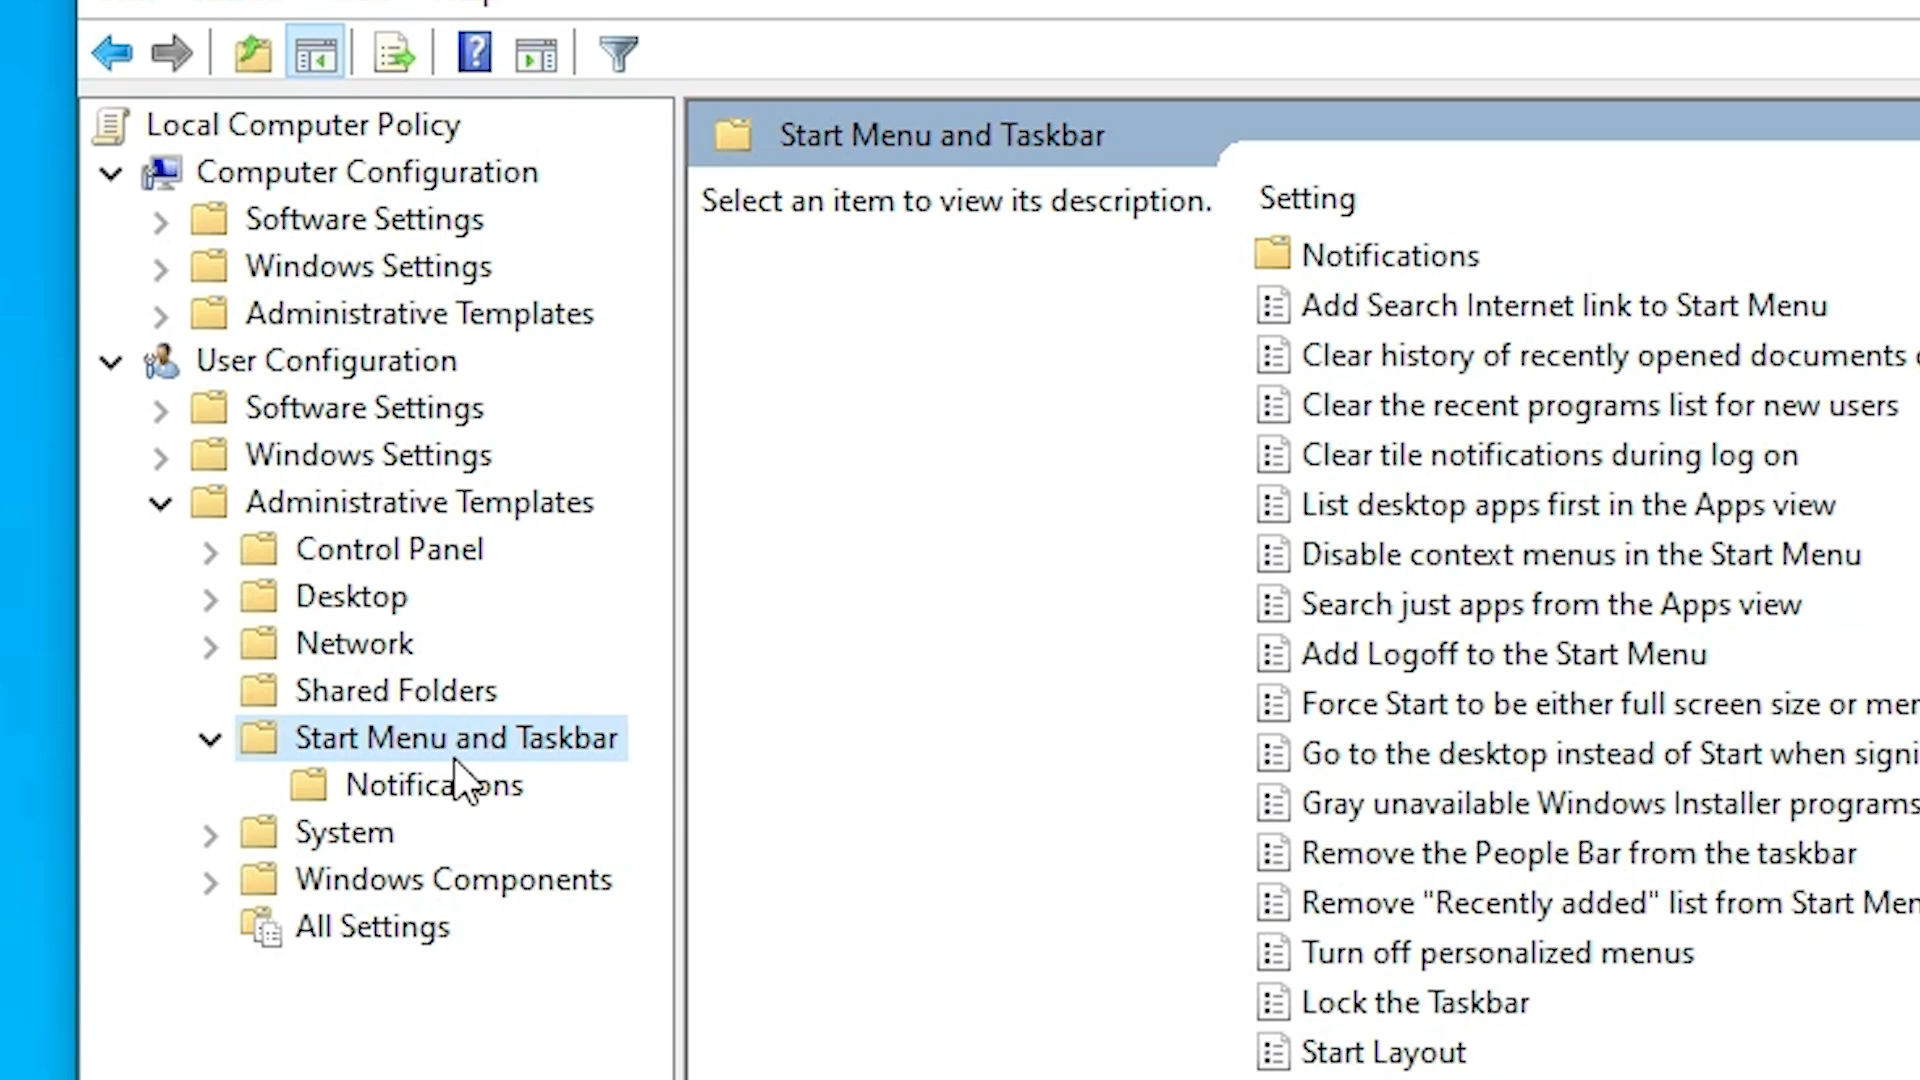 Local Computer Policy
Computer Configuration
Software Settings
Windows Settings
Administrative Templates
User Configuration
Software Settings
Windows Settings
Administrative Templates
Control Panel
Desktop
Network
Shared Folders
Start Menu and Taskbar
Notifications
System
Windows Components
All Settings
Start Menu and Taskbar
Select an item to view its description.
Setting
Notifications
Add Search Internet link to Start Menu
Clear history of recently opened documents
Clear the recent programs list for new users
Clear tile notifications during log on
List desktop apps first in the Apps view
Disable context menus in the Start Menu
Search just apps from the Apps view
Add Logoff to the Start Menu
Force Start to be either full screen size or
Go to the desktop instead of Start when
Gray unavailable Windows Installer programs
Remove the People Bar from the taskbar
Remove "Recently added" list from Start
Turn off personalized menus
Lock the Taskbar
Start Layout